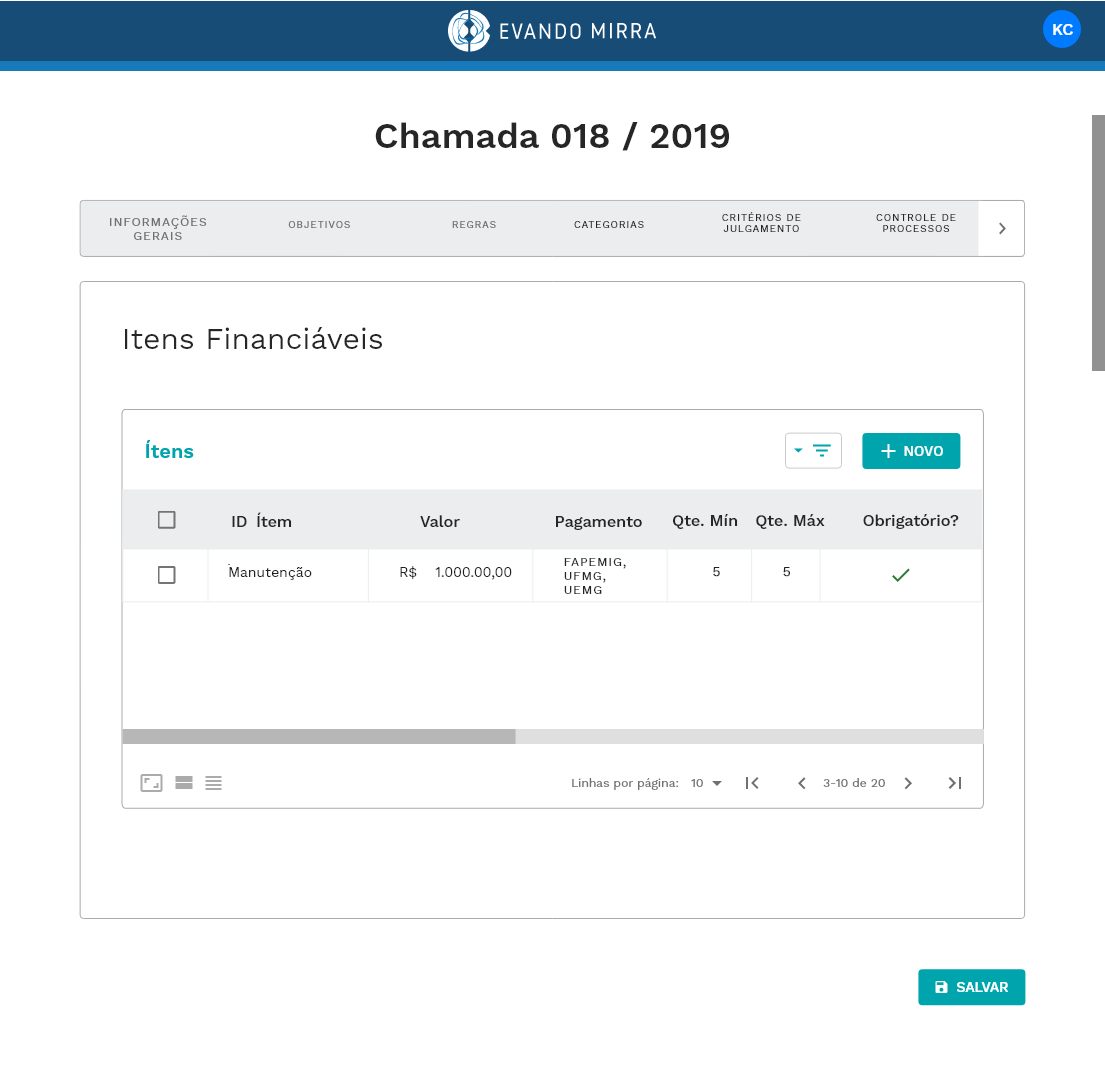 EVANDO MIRRA
KC
Chamada 018 / 2019
INFORMAÇÕES
GERAIS
OBJETIVOS
REGRAS
CATEGORIAS
CRITÉRIOS DE
JULGAMENTO
CONTROLE DE
PROCESSOS
Itens Financiáveis
Ítens
NOVO
ID Ítem Valor Pagamento Qte. Mín Qte. Máx Obrigatório?
Manutenção R$ 1.000.00,00 FAPEMIG, 5 5
UFMG,
UEMG
Linhas por página: 10 3-10 de 20
SALVAR